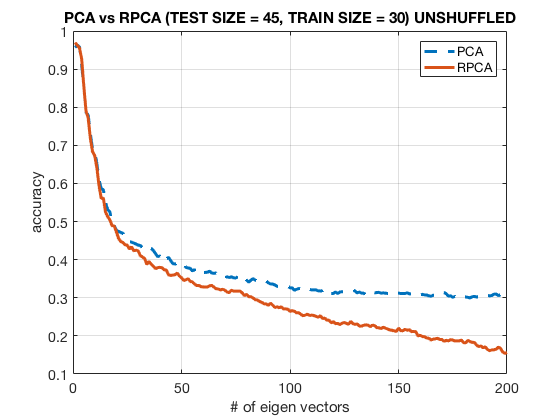 PCA vs RPCA (TEST SIZE = 45, TRAIN SIZE = 30) UNSHUFFLED
PCA
RPCA
accuracy
1
0.9
0.8
0.7
0.6
0.5
0.4
0.3
0.2
0.1
0 50 100 150 200
# of eigen vectors